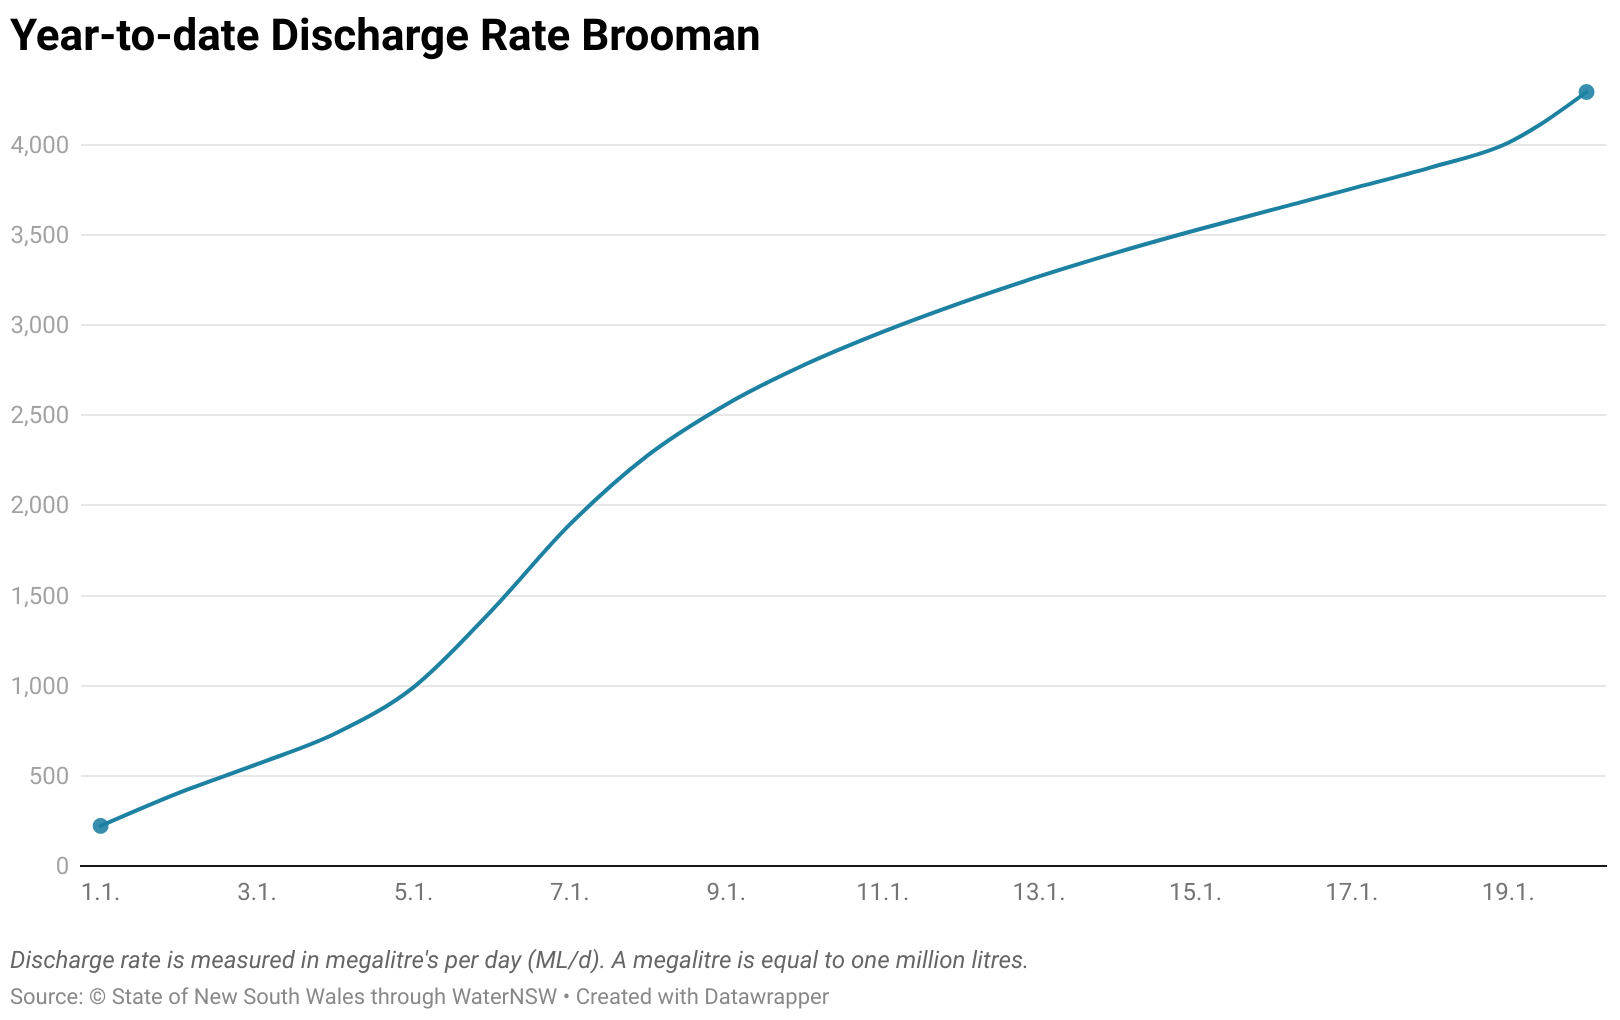 Year-to-date Discharge Rate Brooman
4,000
3,500
3,000
2,500
2,000
1,500
1,000
500
0
1.1. 3.1. 5.1. 7.1. 9.1. 11.1. 13.1. 15.1. 17.1. 19.1.
Discharge rate is measured in megalitre's per day (ML/d). A megalitre is equal to one million litres.
Source: © State of New South Wales through WaterNSW • Created with Datawrapper